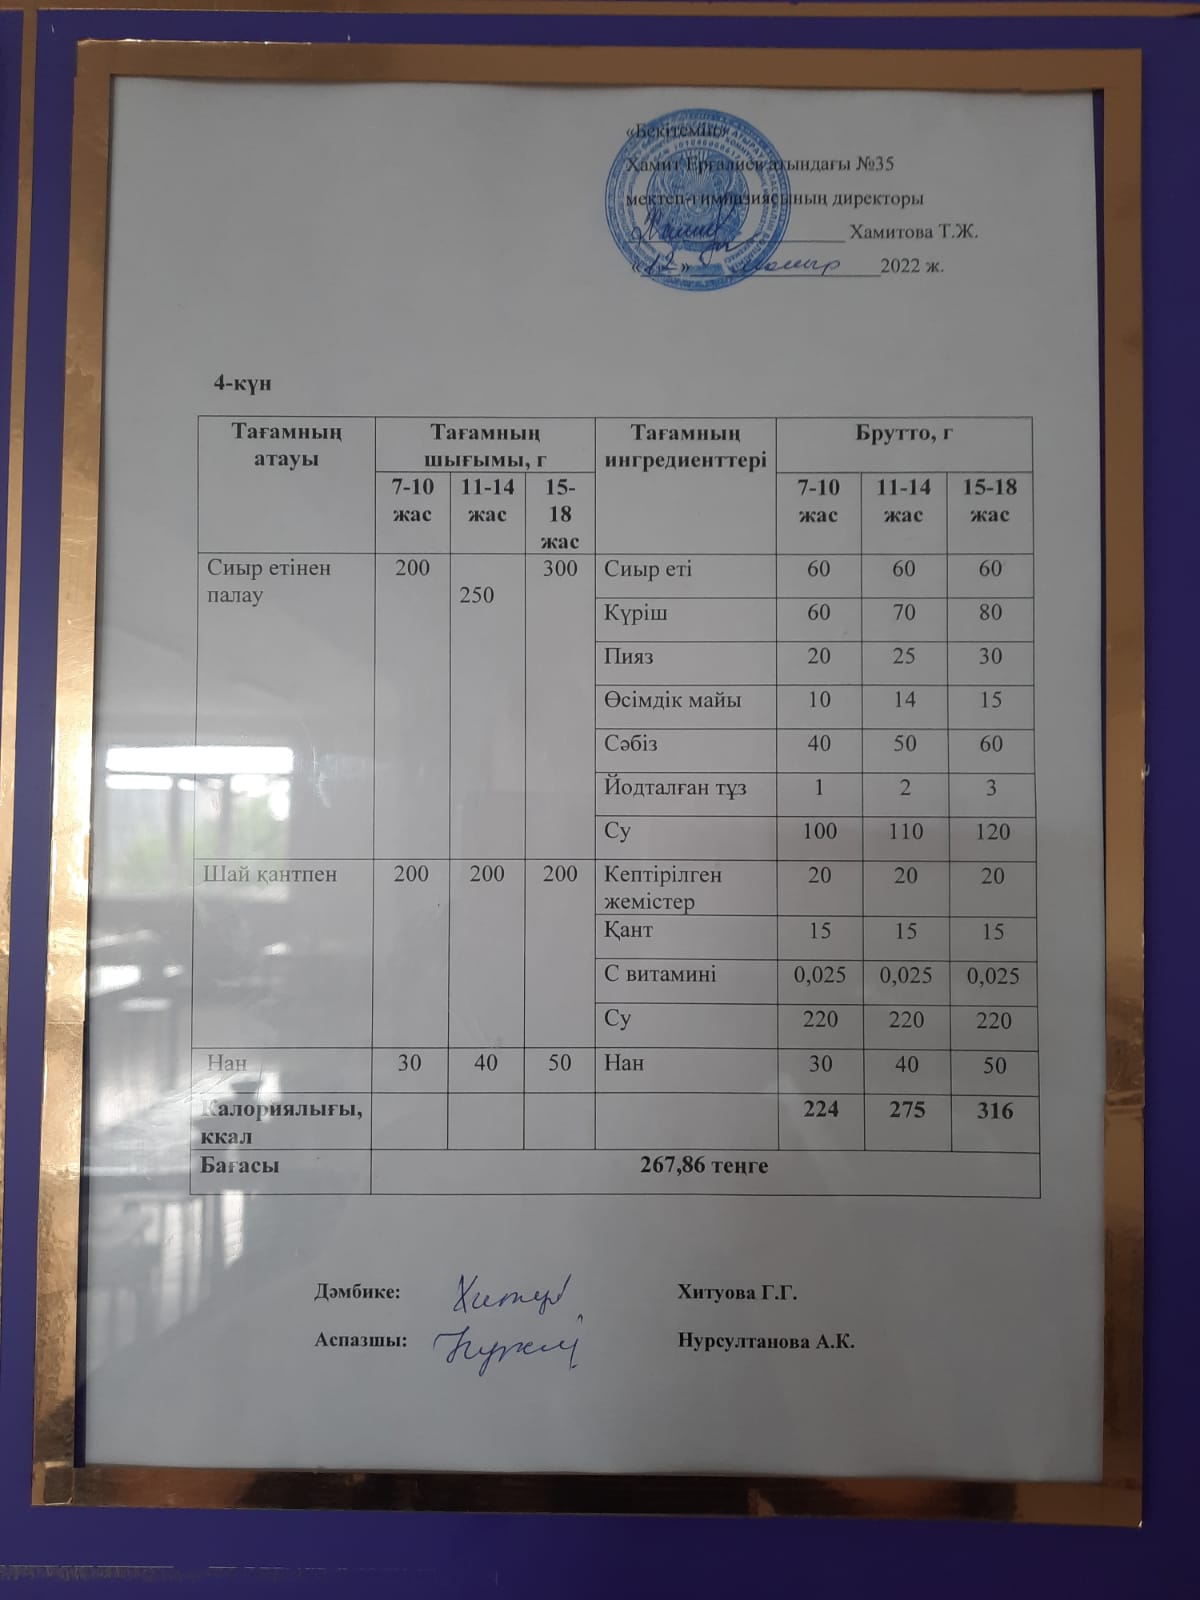 «Бекітемін»
Хамит Ерғалиев атындағы №35
мектеп-гимназиясының директоры
Хамитова Т.Ж.
«12» 2022 ж.
4-күн
Тағамның атауы Тағамның шығымы, г Тағамның ингредиенттері Брутто, г
7-10 жас 11-14 жас 15-18 жас 7-10 жас 11-14 жас 15-18 жас
Сиыр етінен палау 200 250 300 Сиыр еті 60 60 60
Күріш 60 70 80
Пияз 20 25 30
Өсімдік майы 10 14 15
Сәбіз 40 50 60
Йодталған тұз 1 2 3
Су 100 110 120
Шай қантпен 200 200 200 Кептірілген жемістер 20 20 20
Қант 15 15 15
С витамині 0,025 0,025 0,025
Су 220 220 220
Нан 30 40 50 Нан 30 40 50
Калориялығы, ккал 224 275 316
Бағасы 267,86 теңге
Дәмбике: Хитуова Г.Г.
Аспазшы: Нурсултанова А.К.